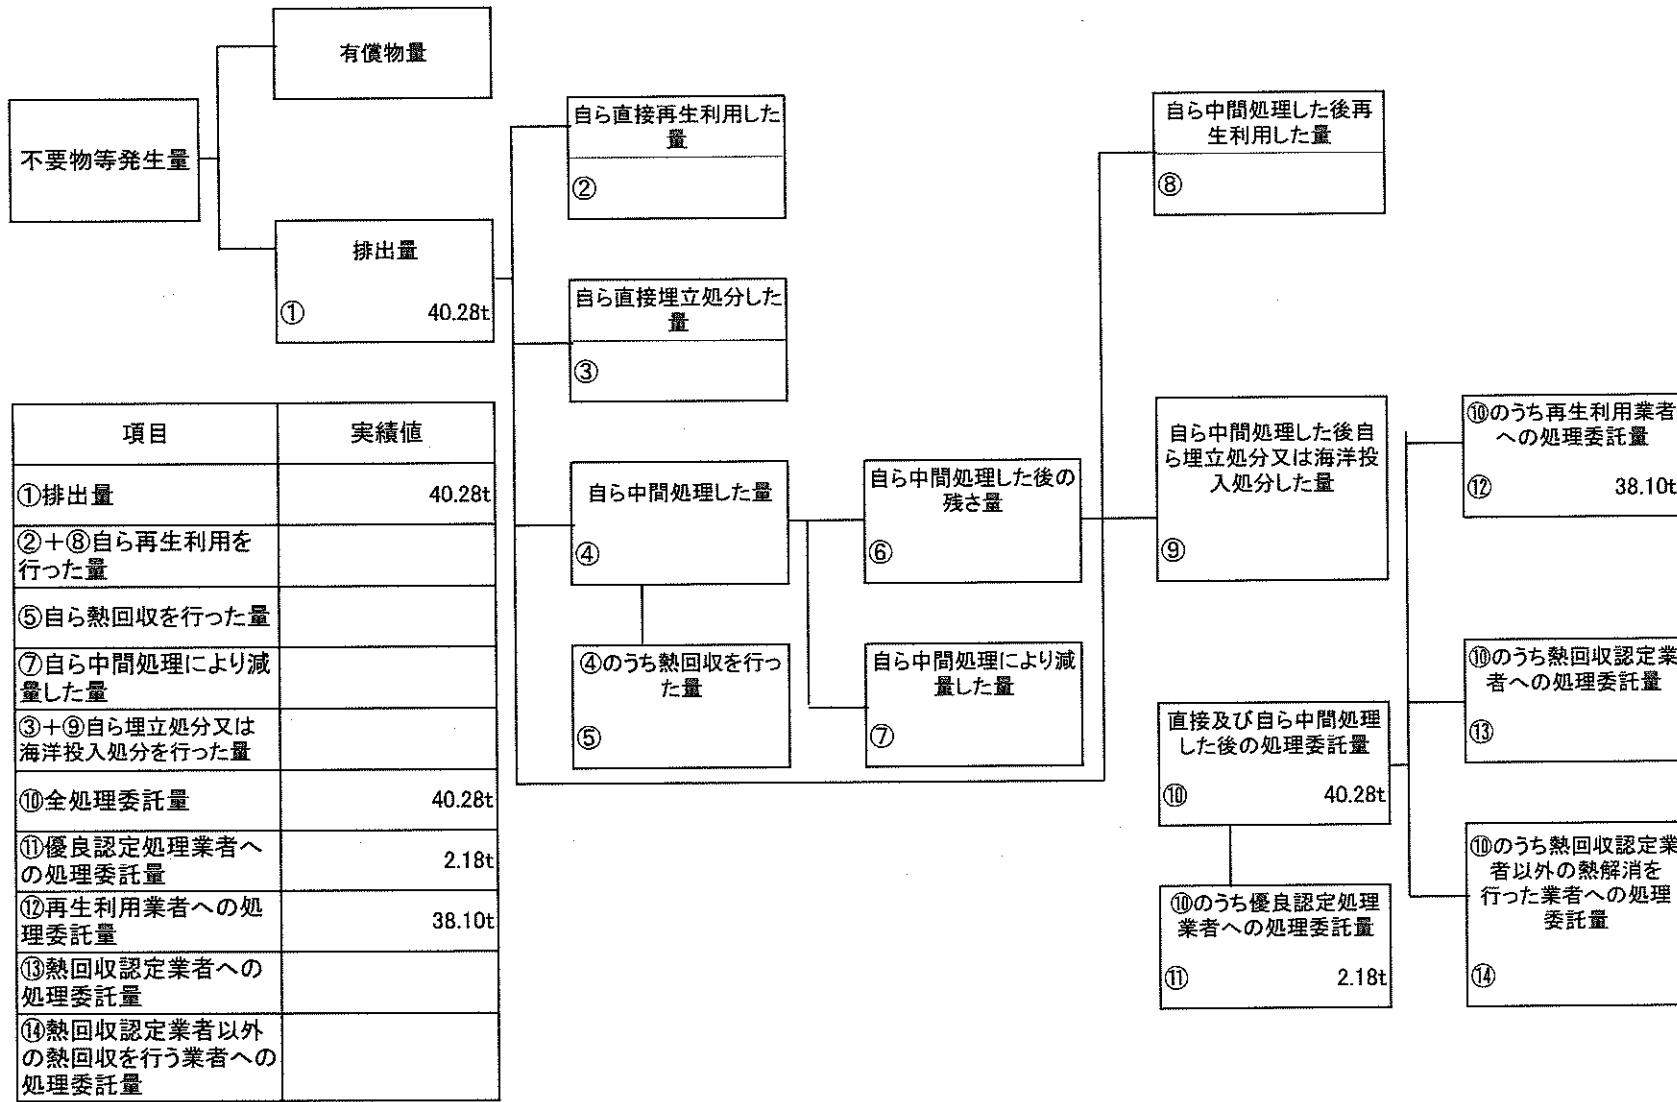 不要物等発生量
有償物量
排出量
① 40.28t
自ら直接再生利用した
量
②
自ら直接埋立処分した
量
③
自ら中間処理した量
④
④のうち熱回収を行っ
た量
⑤
自ら中間処理した後の
残さ量
⑥
自ら中間処理により減
量した量
⑦
自ら中間処理した後再
生利用した量
⑧
自ら中間処理した後自
ら埋立処分又は海洋投
入処分した量
⑨
直接及び自ら中間処理
した後の処理委託量
⑩ 40.28t
⑩のうち優良認定処理
業者への処理委託量
⑪ 2.18t
⑩のうち再生利用業者
への処理委託量
⑫ 38.10t
⑩のうち熱回収認定業
者への処理委託量
⑬
⑩のうち熱回収認定業
者以外の熱解消を
行った業者への処理
委託量
⑭
項目 実績値
①排出量 40.28t
②+⑧自ら再生利用を
行った量
⑤自ら熱回収を行った量
⑦自ら中間処理により減
量した量
③+⑨自ら埋立処分又は
海洋投入処分を行った量
⑩全処理委託量 40.28t
⑪優良認定処理業者へ
の処理委託量 2.18t
⑫再生利用業者への処
理委託量 38.10t
⑬熱回収認定業者への
処理委託量
⑭熱回収認定業者以外
の熱回収を行う業者への
処理委託量